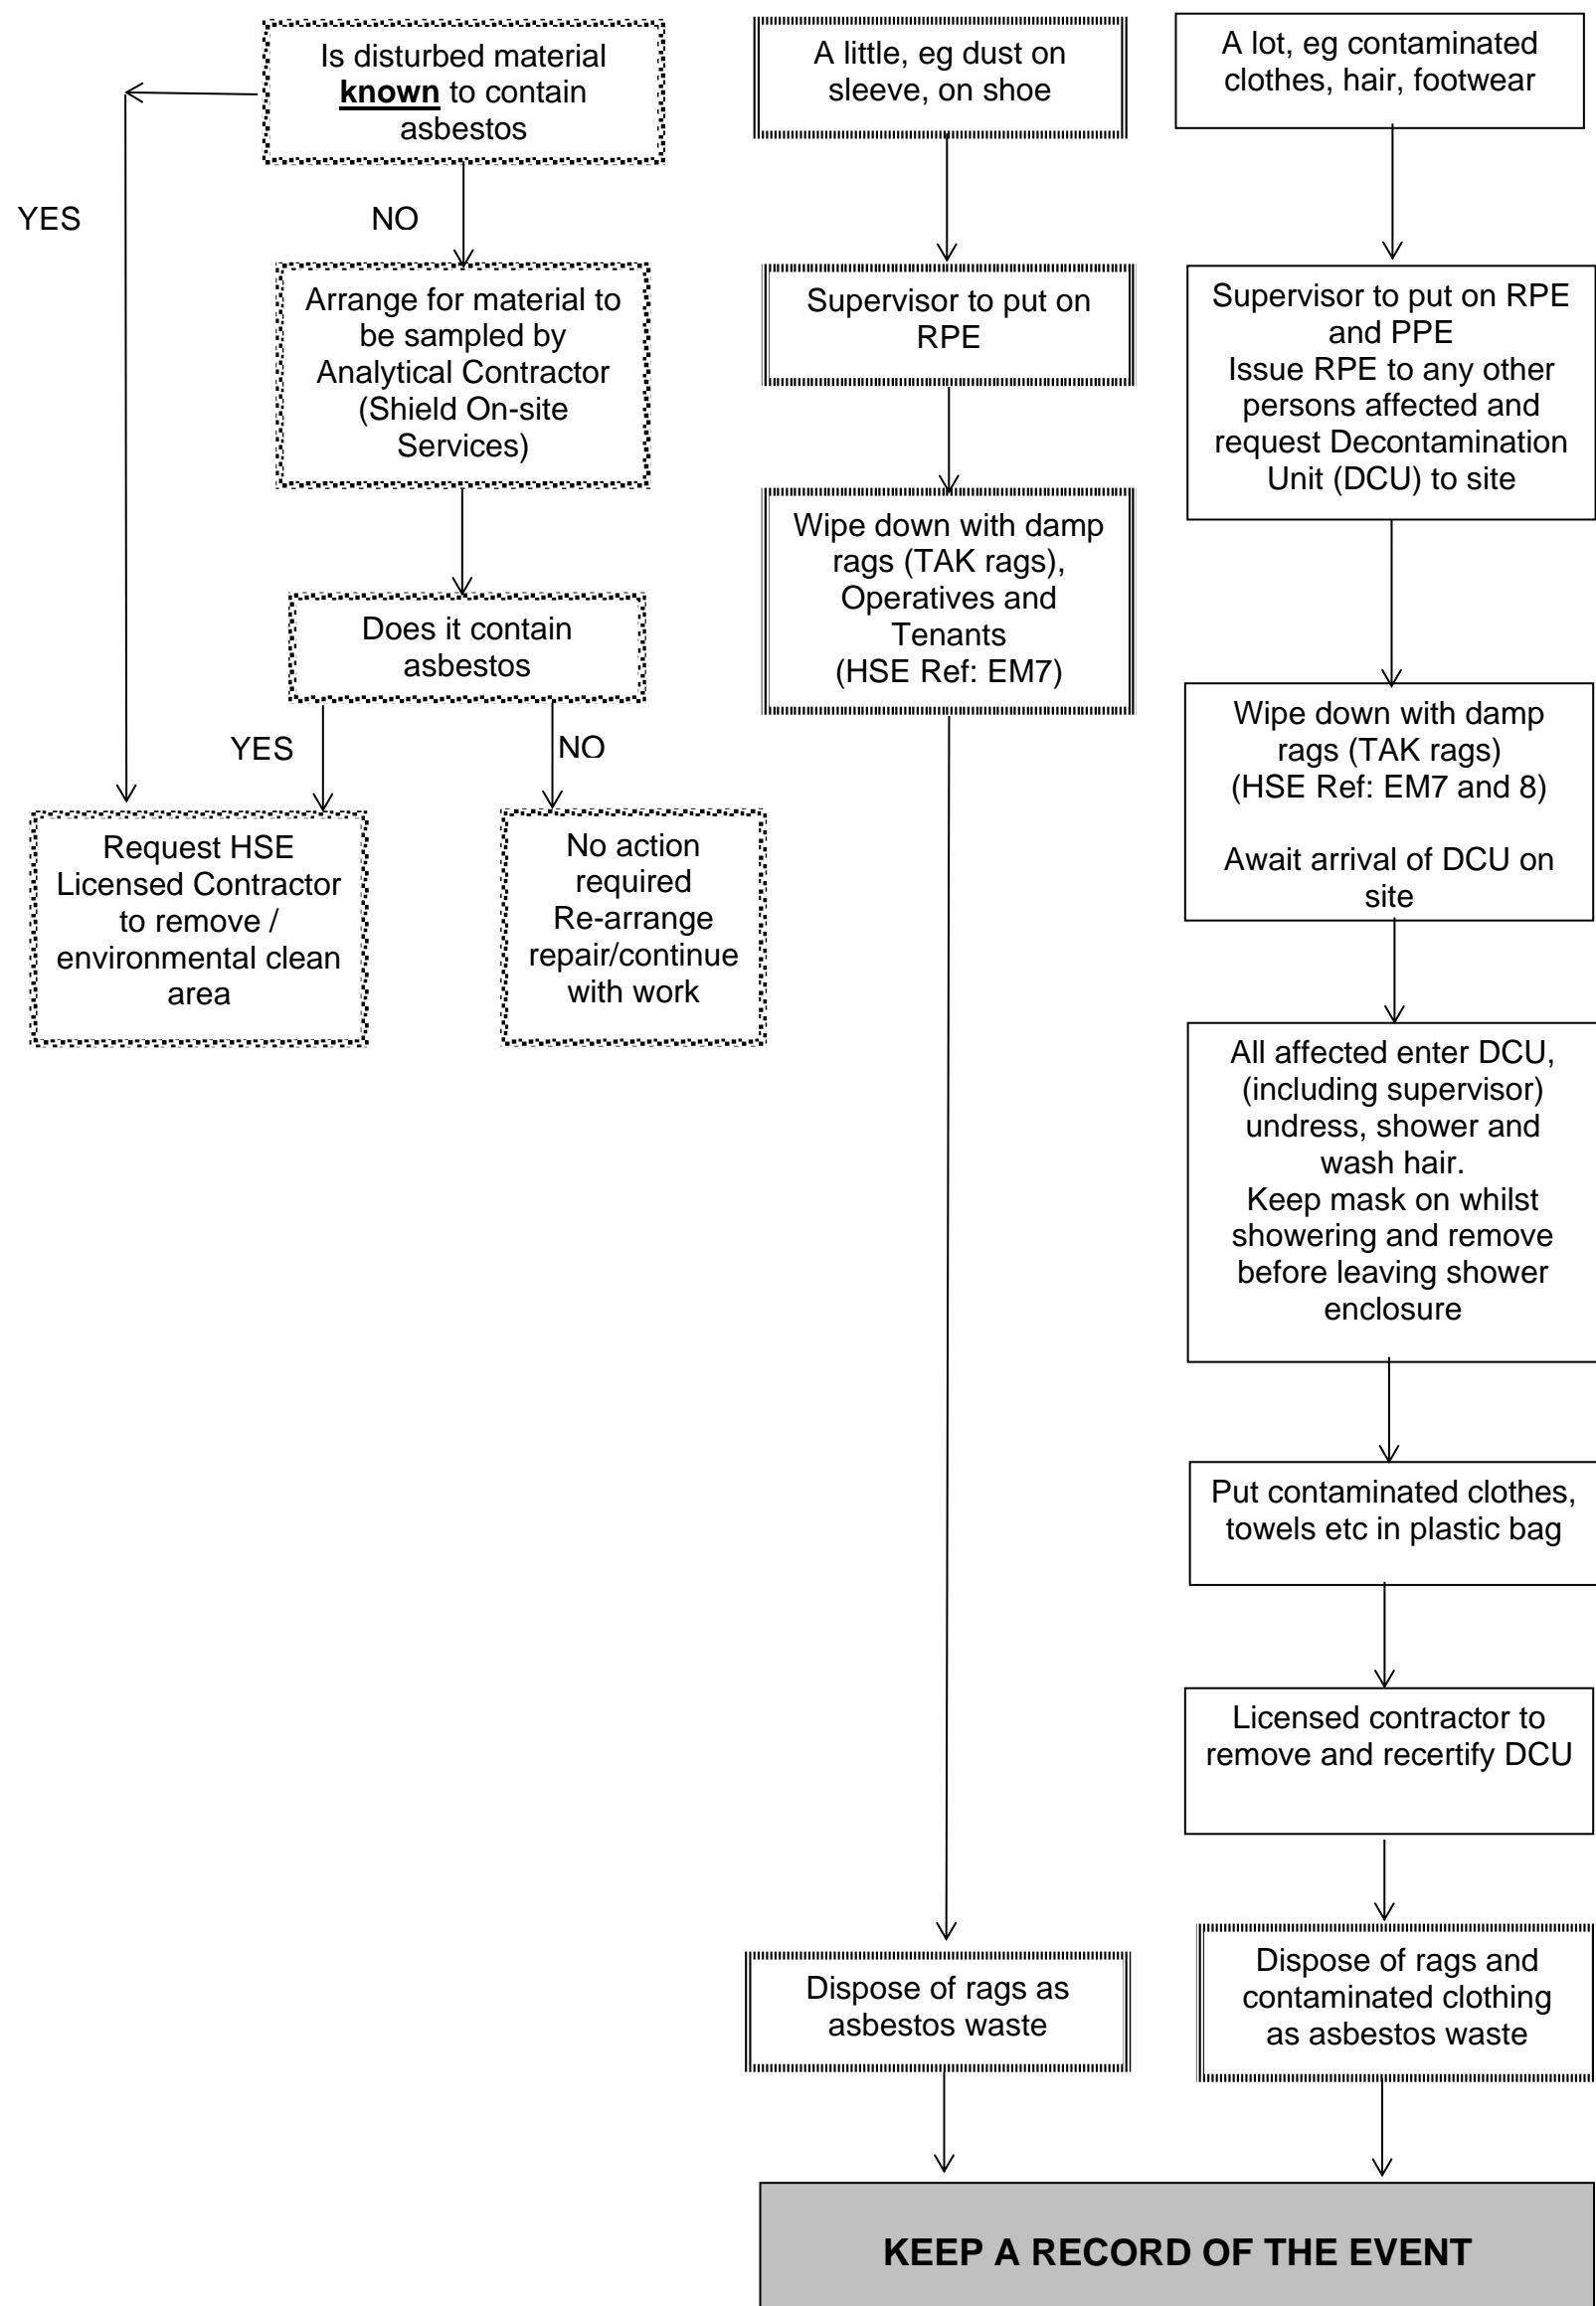 Is disturbed material
known to contain
asbestos
YES
NO
Arrange for material to
be sampled by
Analytical Contractor
(Shield On-site
Services)
Does it contain
asbestos
YES
NO
Request HSE
Licensed Contractor
to remove /
environmental clean
area
No action
required
Re-arrange
repair/continue
with work
A little, eg dust on
sleeve, on shoe
Supervisor to put on
RPE
Wipe down with damp
rags (TAK rags),
Operatives and
Tenants
(HSE Ref: EM7)
Dispose of rags as
asbestos waste
A lot, eg contaminated
clothes, hair, footwear
Supervisor to put on RPE
and PPE
Issue RPE to any other
persons affected and
request Decontamination
Unit (DCU) to site
Wipe down with damp
rags (TAK rags)
(HSE Ref: EM7 and 8)
Await arrival of DCU on
site
All affected enter DCU,
(including supervisor)
undress, shower and
wash hair.
Keep mask on whilst
showering and remove
before leaving shower
enclosure
Put contaminated clothes,
towels etc in plastic bag
Licensed contractor to
remove and recertify DCU
Dispose of rags and
contaminated clothing
as asbestos waste
KEEP A RECORD OF THE EVENT